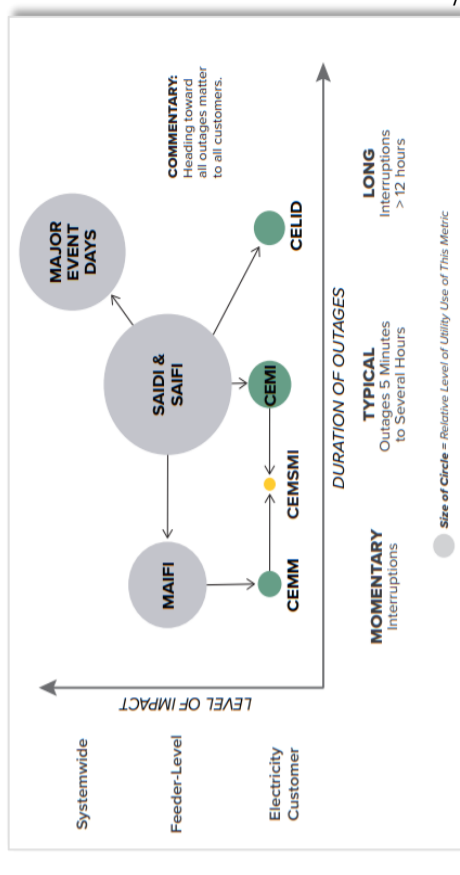 MAJOR
EVENT
DAYS
COMMENTARY:
Heading toward
all outages matter
to all customers.
SAIDI &
SAIFI
MAIFI
CEMM
CEMSMI
CEMI
CELID
LEVEL OF IMPACT
Systemwide
Feeder-Level
Electricity
Customer
DURATION OF OUTAGES
MOMENTARY
Interruptions
TYPICAL
Outages 5 Minutes
to Several Hours
LONG
Interruptions
> 12 hours
Size of Circle = Relative Level of Utility Use of This Metric